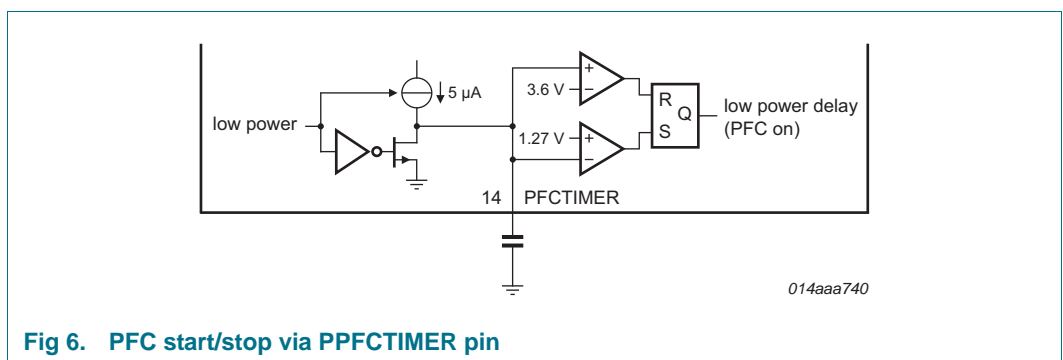 5 µA
+
3.6 V
−
R
Q
S
low power delay
(PFC on)
low power
1.27 V
+
−
14 PFCTIMER
014aaa740
Fig 6. PFC start/stop via PPFCTIMER pin